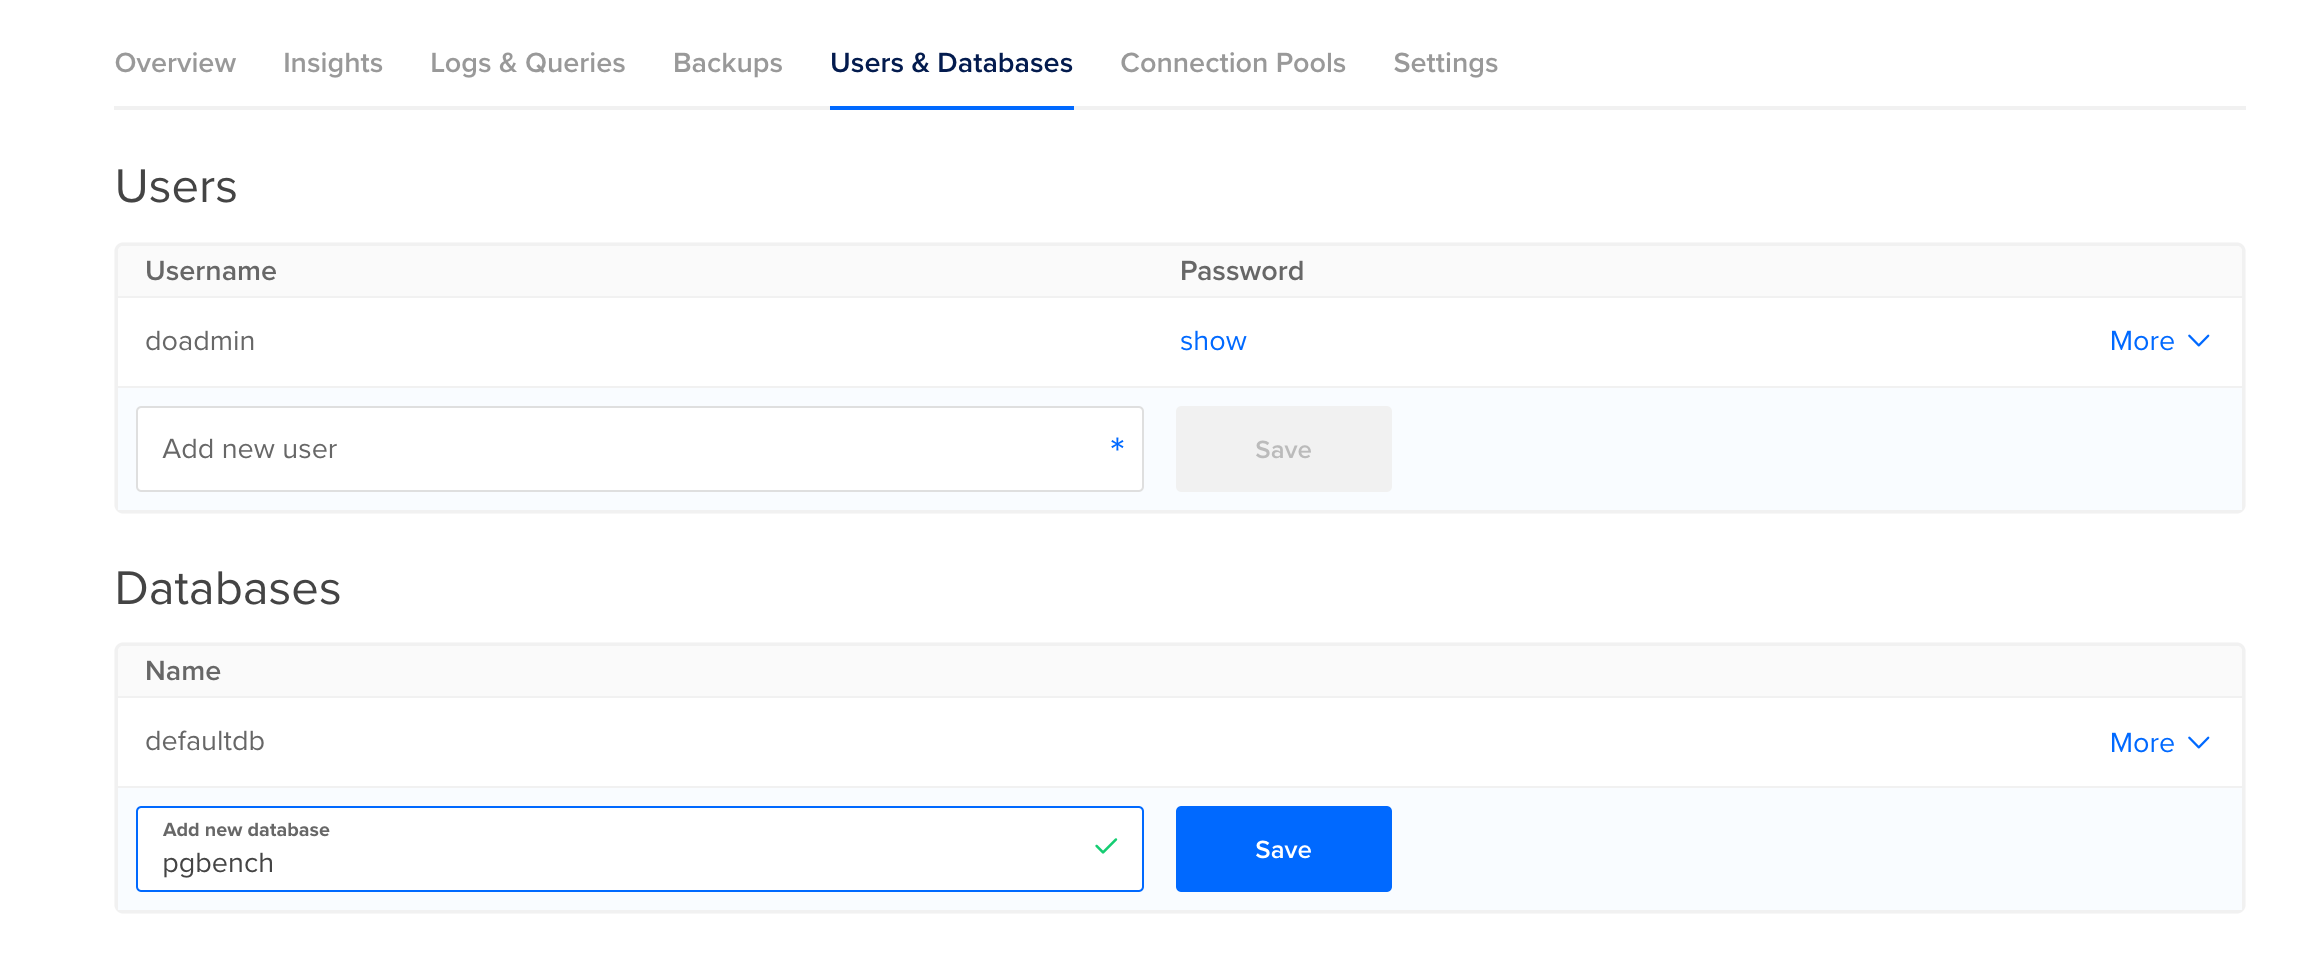 Overview Insights Logs & Queries Backups Users & Databases Connection Pools Settings
Users
Username Password
doadmin show More
Add new user * Save
Databases
Name
defaultdb More
Add new database
pgbench
Save